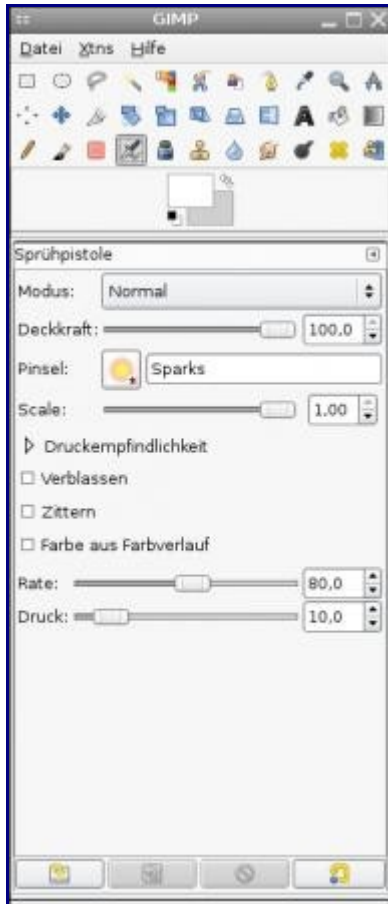 GIMP
Datei Xtns Hilfe
Sprühpistole
Modus: Normal
Deckkraft: 100,0
Pinsel: Sparks
Scale: 1,00
Druckempfindlichkeit
Verblassen
Zittern
Farbe aus Farbverlauf
Rate: 80,0
Druck: 10,0